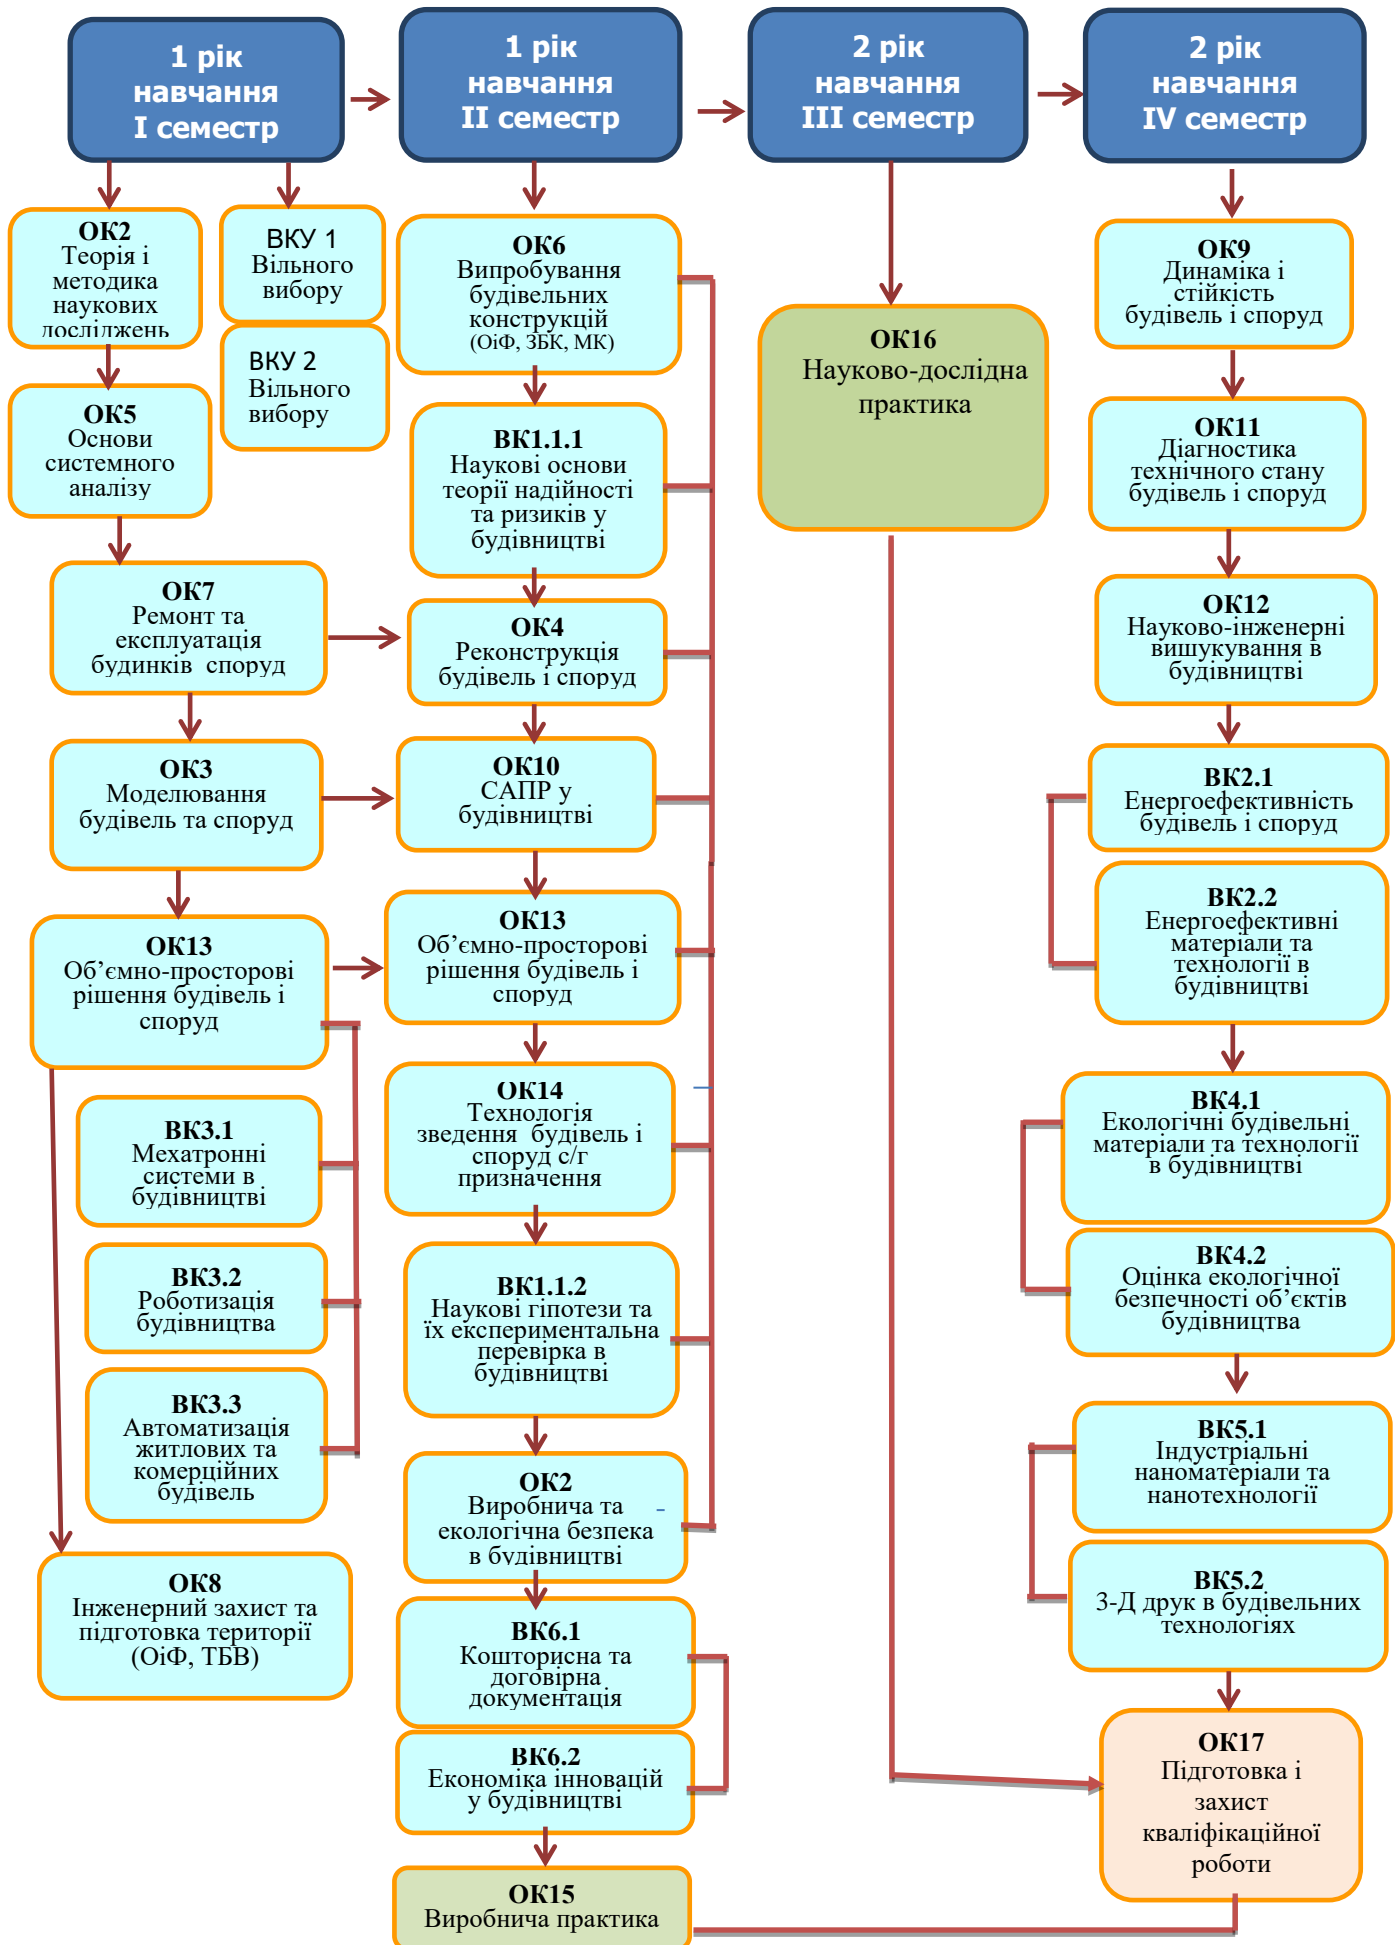 1 рік
навчання
I семестр
1 рік
навчання
II семестр
2 рік
навчання
III семестр
2 рік
навчання
IV семестр
ОК2
Теорія і
методика
наукових
досліджень
ВКУ 1
Вільного
вибору
ВКУ 2
Вільного
вибору
ОК5
Основи
системного
аналізу
ОК7
Ремонт та
експлуатація
будинків споруд
ОК3
Моделювання
будівель та споруд
ОК13
Об’ємно-просторові
рішення будівель і
споруд
ВК3.1
Мехатронні
системи в
будівництві
ВК3.2
Роботизація
будівництва
ВК3.3
Автоматизація
житлових та
комерційних
будівель
ОК8
Інженерний захист та
підготовка території
(ОіФ, ТБВ)
ОК6
Випробування
будівельних
конструкцій
(ОіФ, ЗБК, МК)
ВК1.1.1
Наукові основи
теорії надійності
та ризиків у
будівництві
ОК4
Реконструкція
будівель і споруд
ОК10
САПР у
будівництві
ОК13
Об’ємно-просторові
рішення будівель і
споруд
ОК14
Технологія
зведення будівель і
споруд с/г
призначення
ВК1.1.2
Наукові гіпотези та
їх експериментальна
перевірка в
будівництві
ОК2
Виробнича та
екологічна безпека
в будівництві
ВК6.1
Кошторисна та
договірна
документація
ВК6.2
Економіка інновацій
у будівництві
ОК15
Виробнича практика
ОК16
Науково-дослідна
практика
ОК9
Динаміка і
стійкість
будівель і споруд
ОК11
Діагностика
технічного стану
будівель і споруд
ОК12
Науково-інженерні
вишукування в
будівництві
ВК2.1
Енергоефективність
будівель і споруд
ВК2.2
Енергоефективні
матеріали та
технології в
будівництві
ВК4.1
Екологічні будівельні
матеріали та технології
в будівництві
ВК4.2
Оцінка екологічної
безпечності об’єктів
будівництва
ВК5.1
Індустріальні
наноматеріали та
нанотехнології
ВК5.2
3-Д друк в будівельних
технологіях
ОК17
Підготовка і
захист
кваліфікаційної
роботи